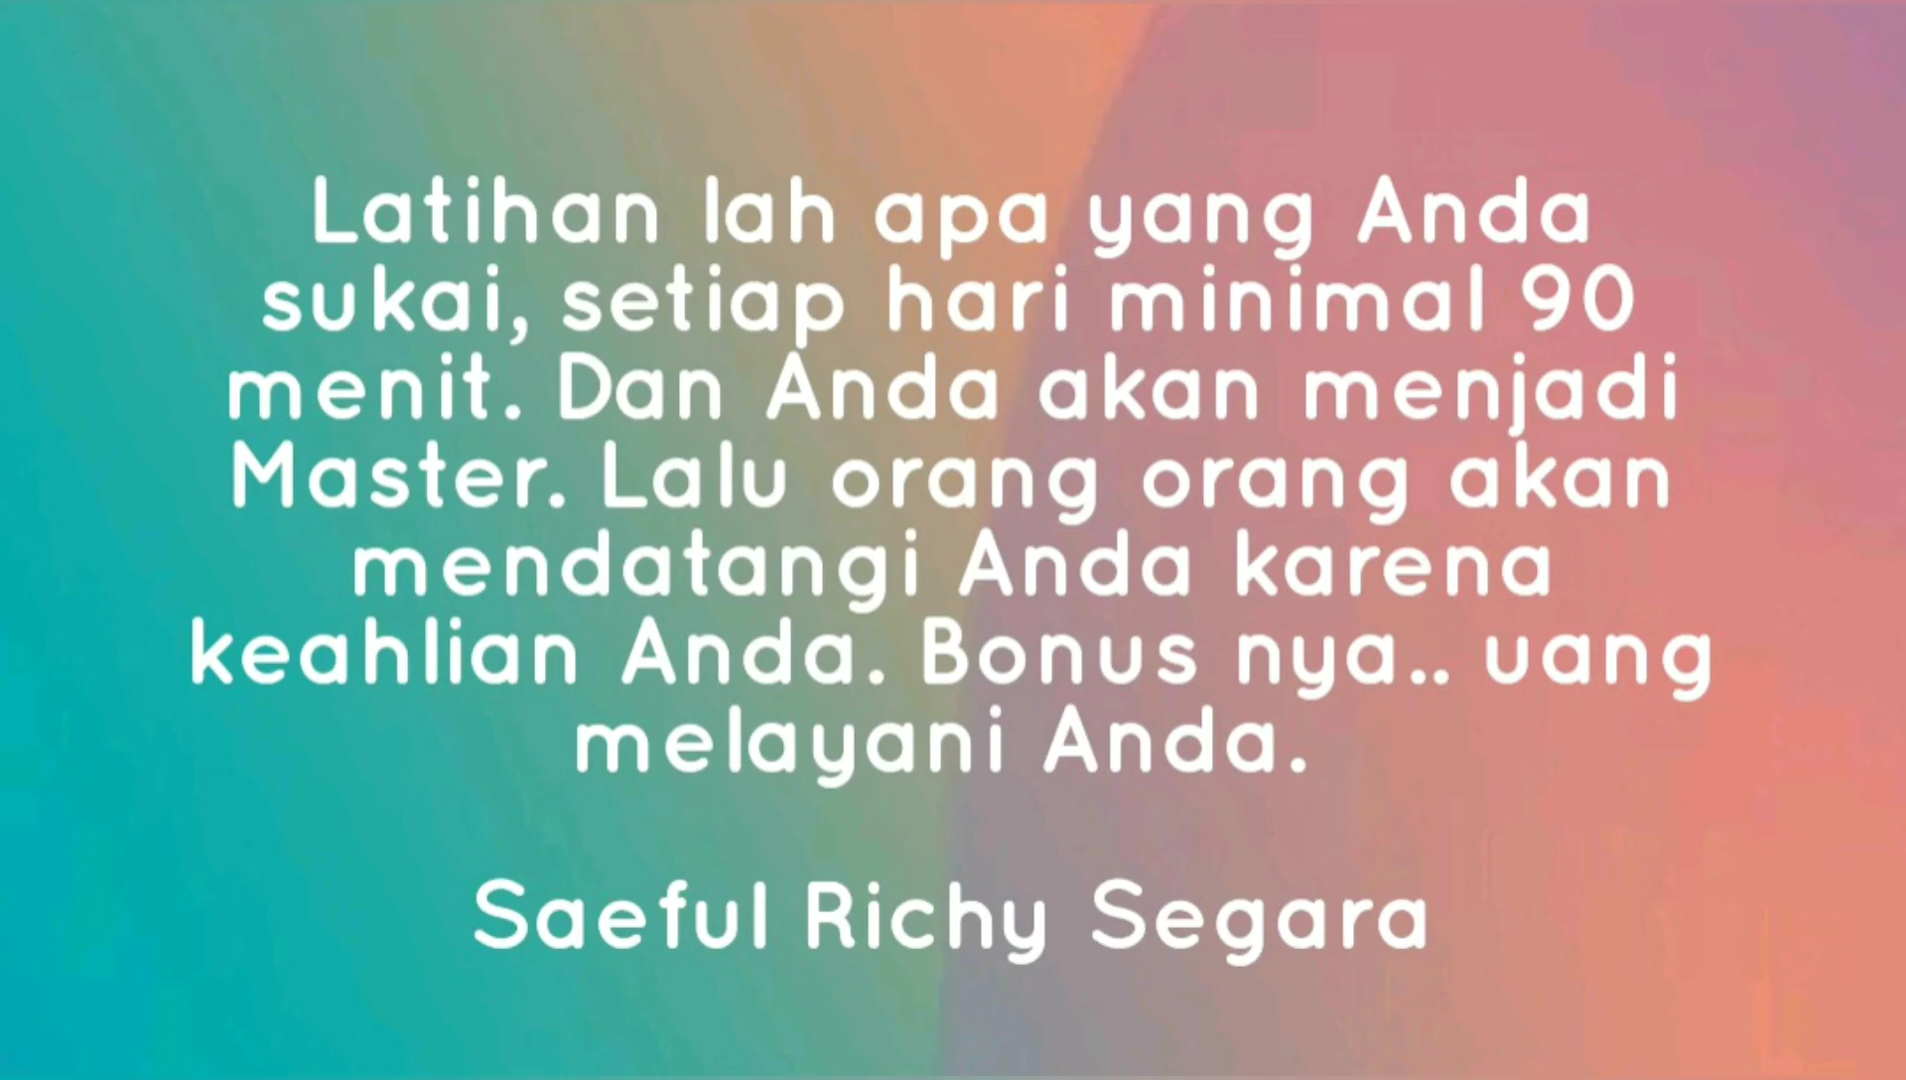 Latihan lah apa yang Anda
sukai, setiap hari minimal 90
menit. Dan Anda akan menjadi
Master. Lalu orang orang akan
mendatangi Anda karena
keahlian Anda. Bonus nya.. uang
melayani Anda.
Saeful Richy Segara